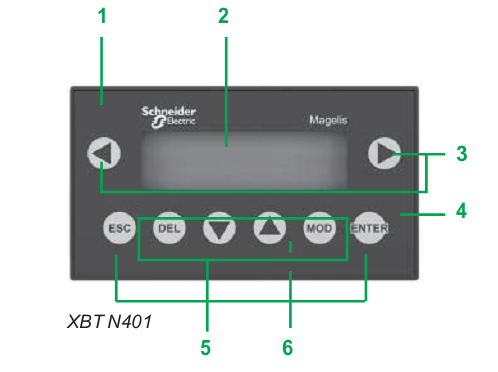 1
2
Schneider
Electric
Magelis
3
4
ESC
DEL
MOD
ENTER
XBT N401
5
6